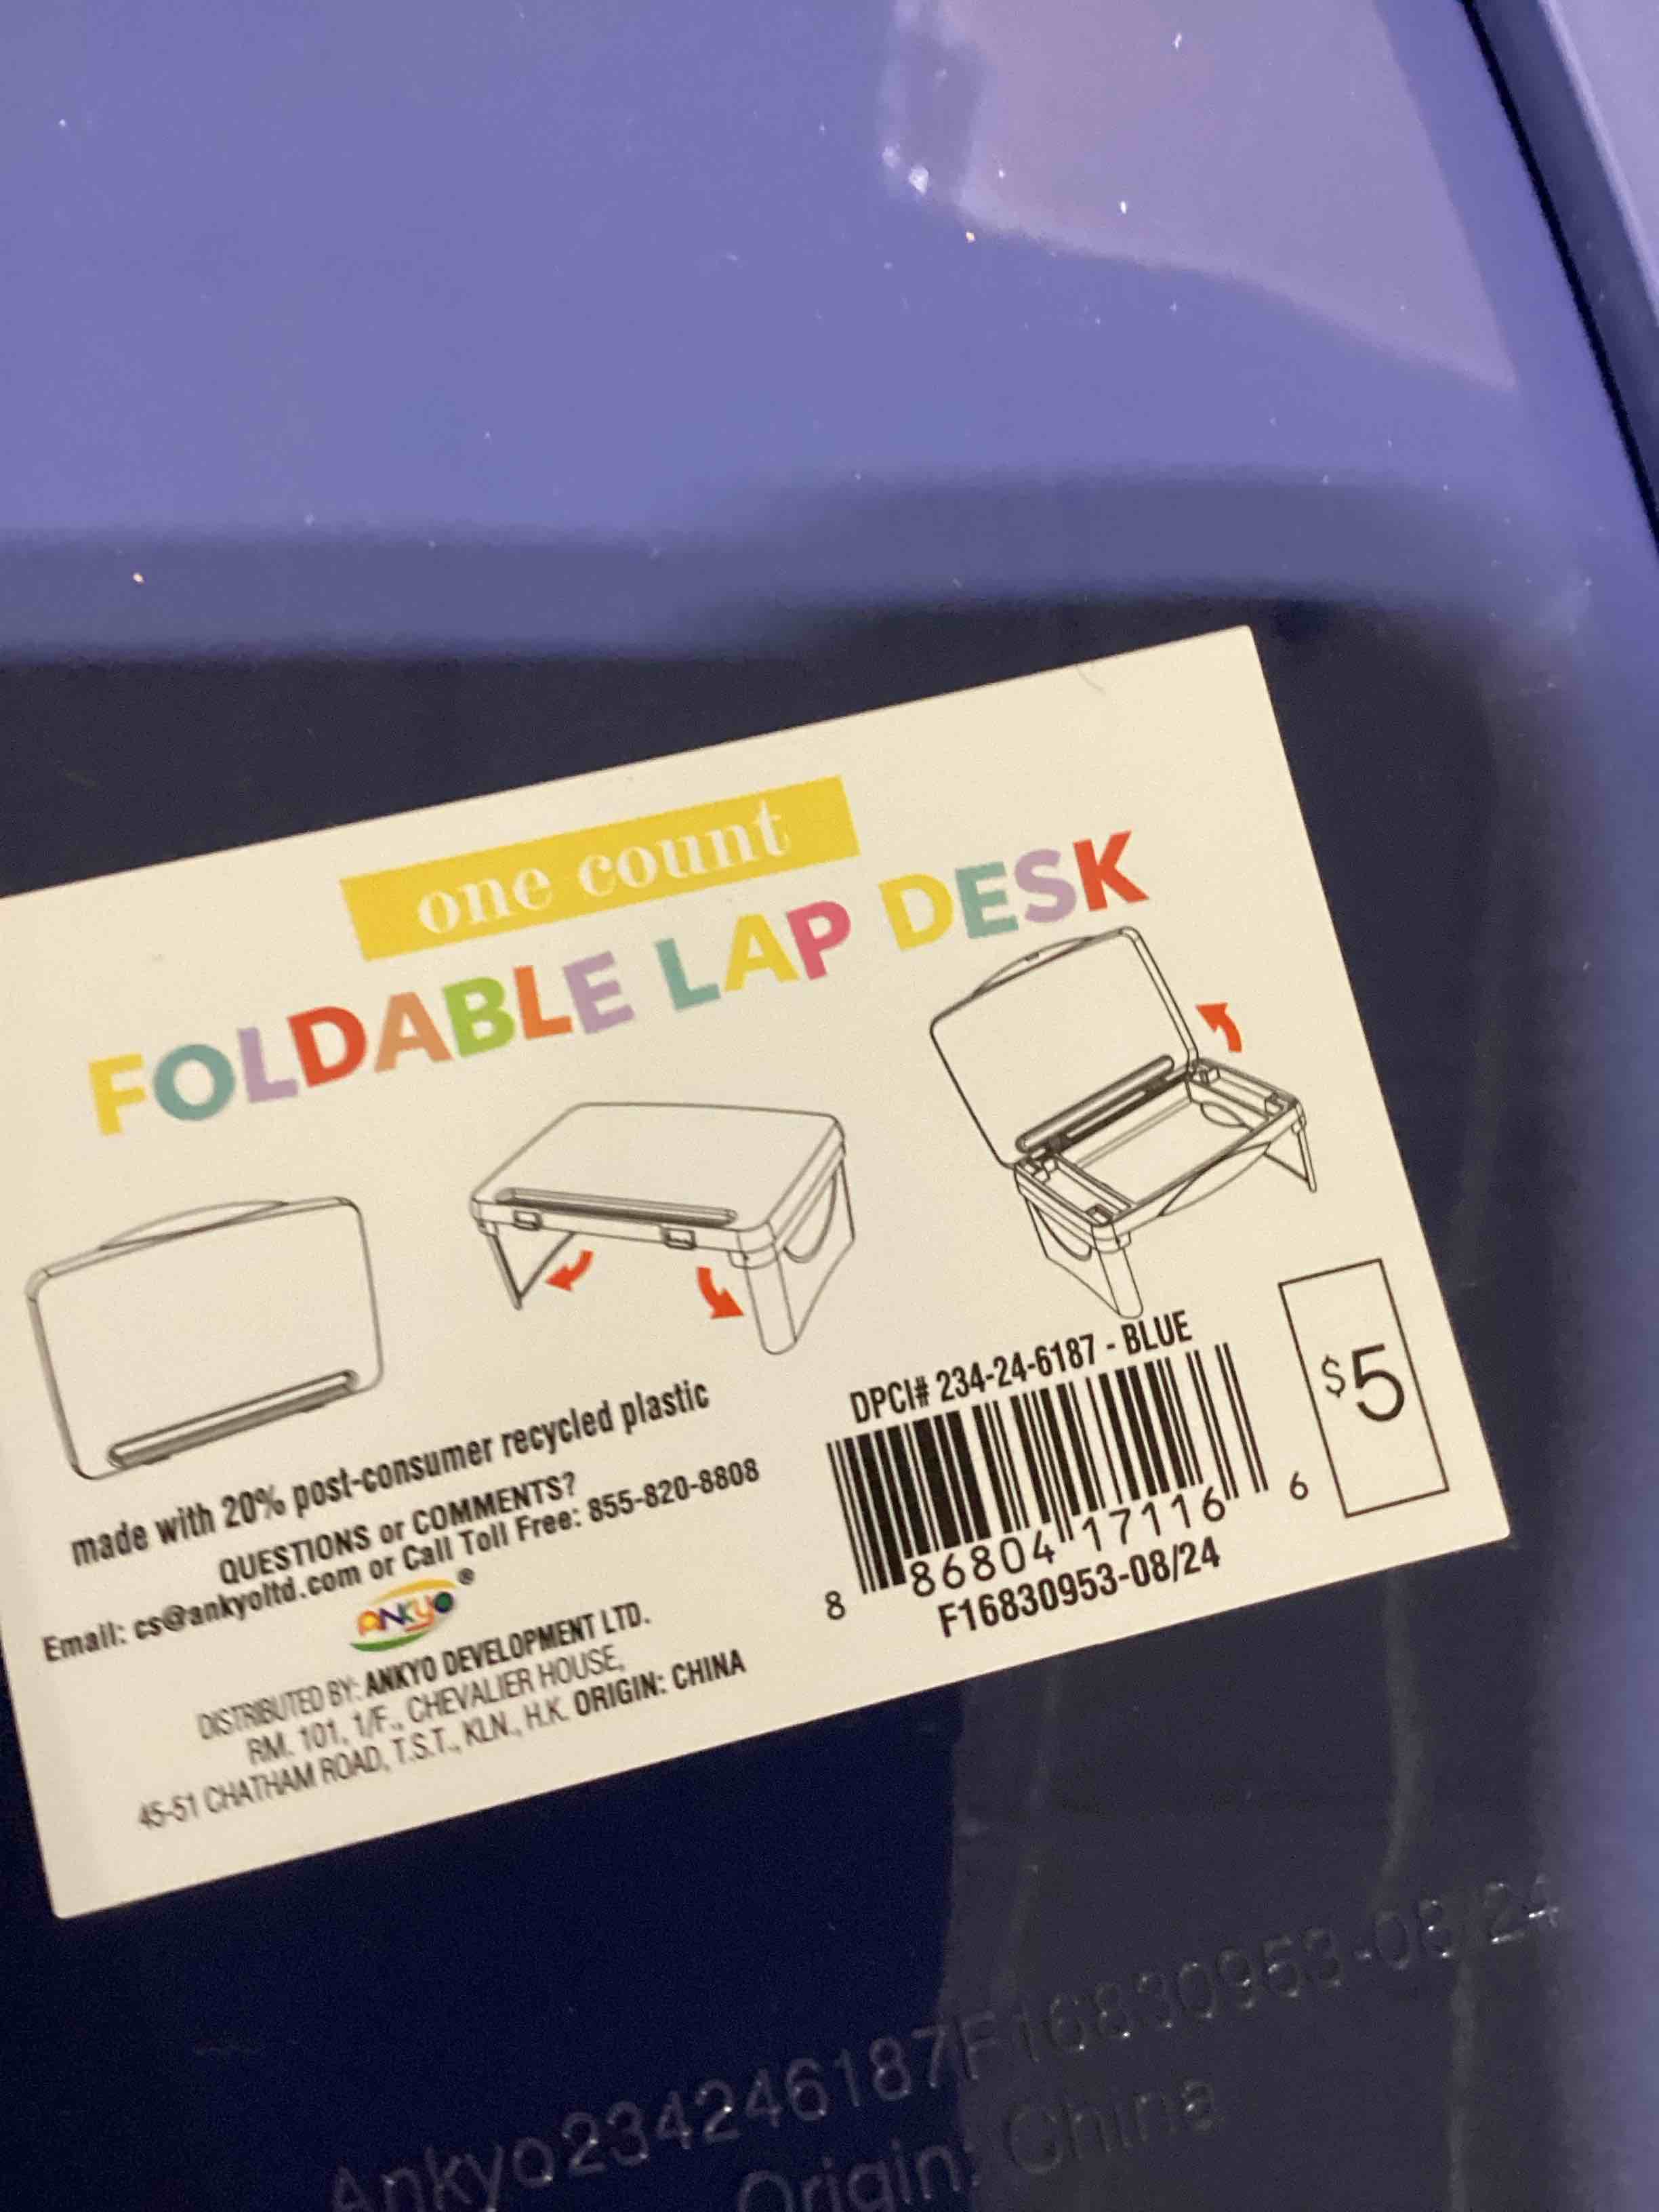 one count
FOLDABLE LAP DESK
made with 20% post-consumer recycled plastic
QUESTIONS or COMMENTS?
Email: cs@ankyoltd.com or Call Toll Free: 855-820-8808
ANKYO®
DISTRIBUTED BY: ANKYO DEVELOPMENT LTD.
RM. 101, 1/F., CHEVALIER HOUSE,
45-51 CHATHAM ROAD, T.S.T., KLN., H.K. ORIGIN: CHINA
DPCI# 234-24-6187 - BLUE
8 86804 17116 6
F16830953-08/24
$5
Ankyo234246187F16830953-08/24
Origin: China